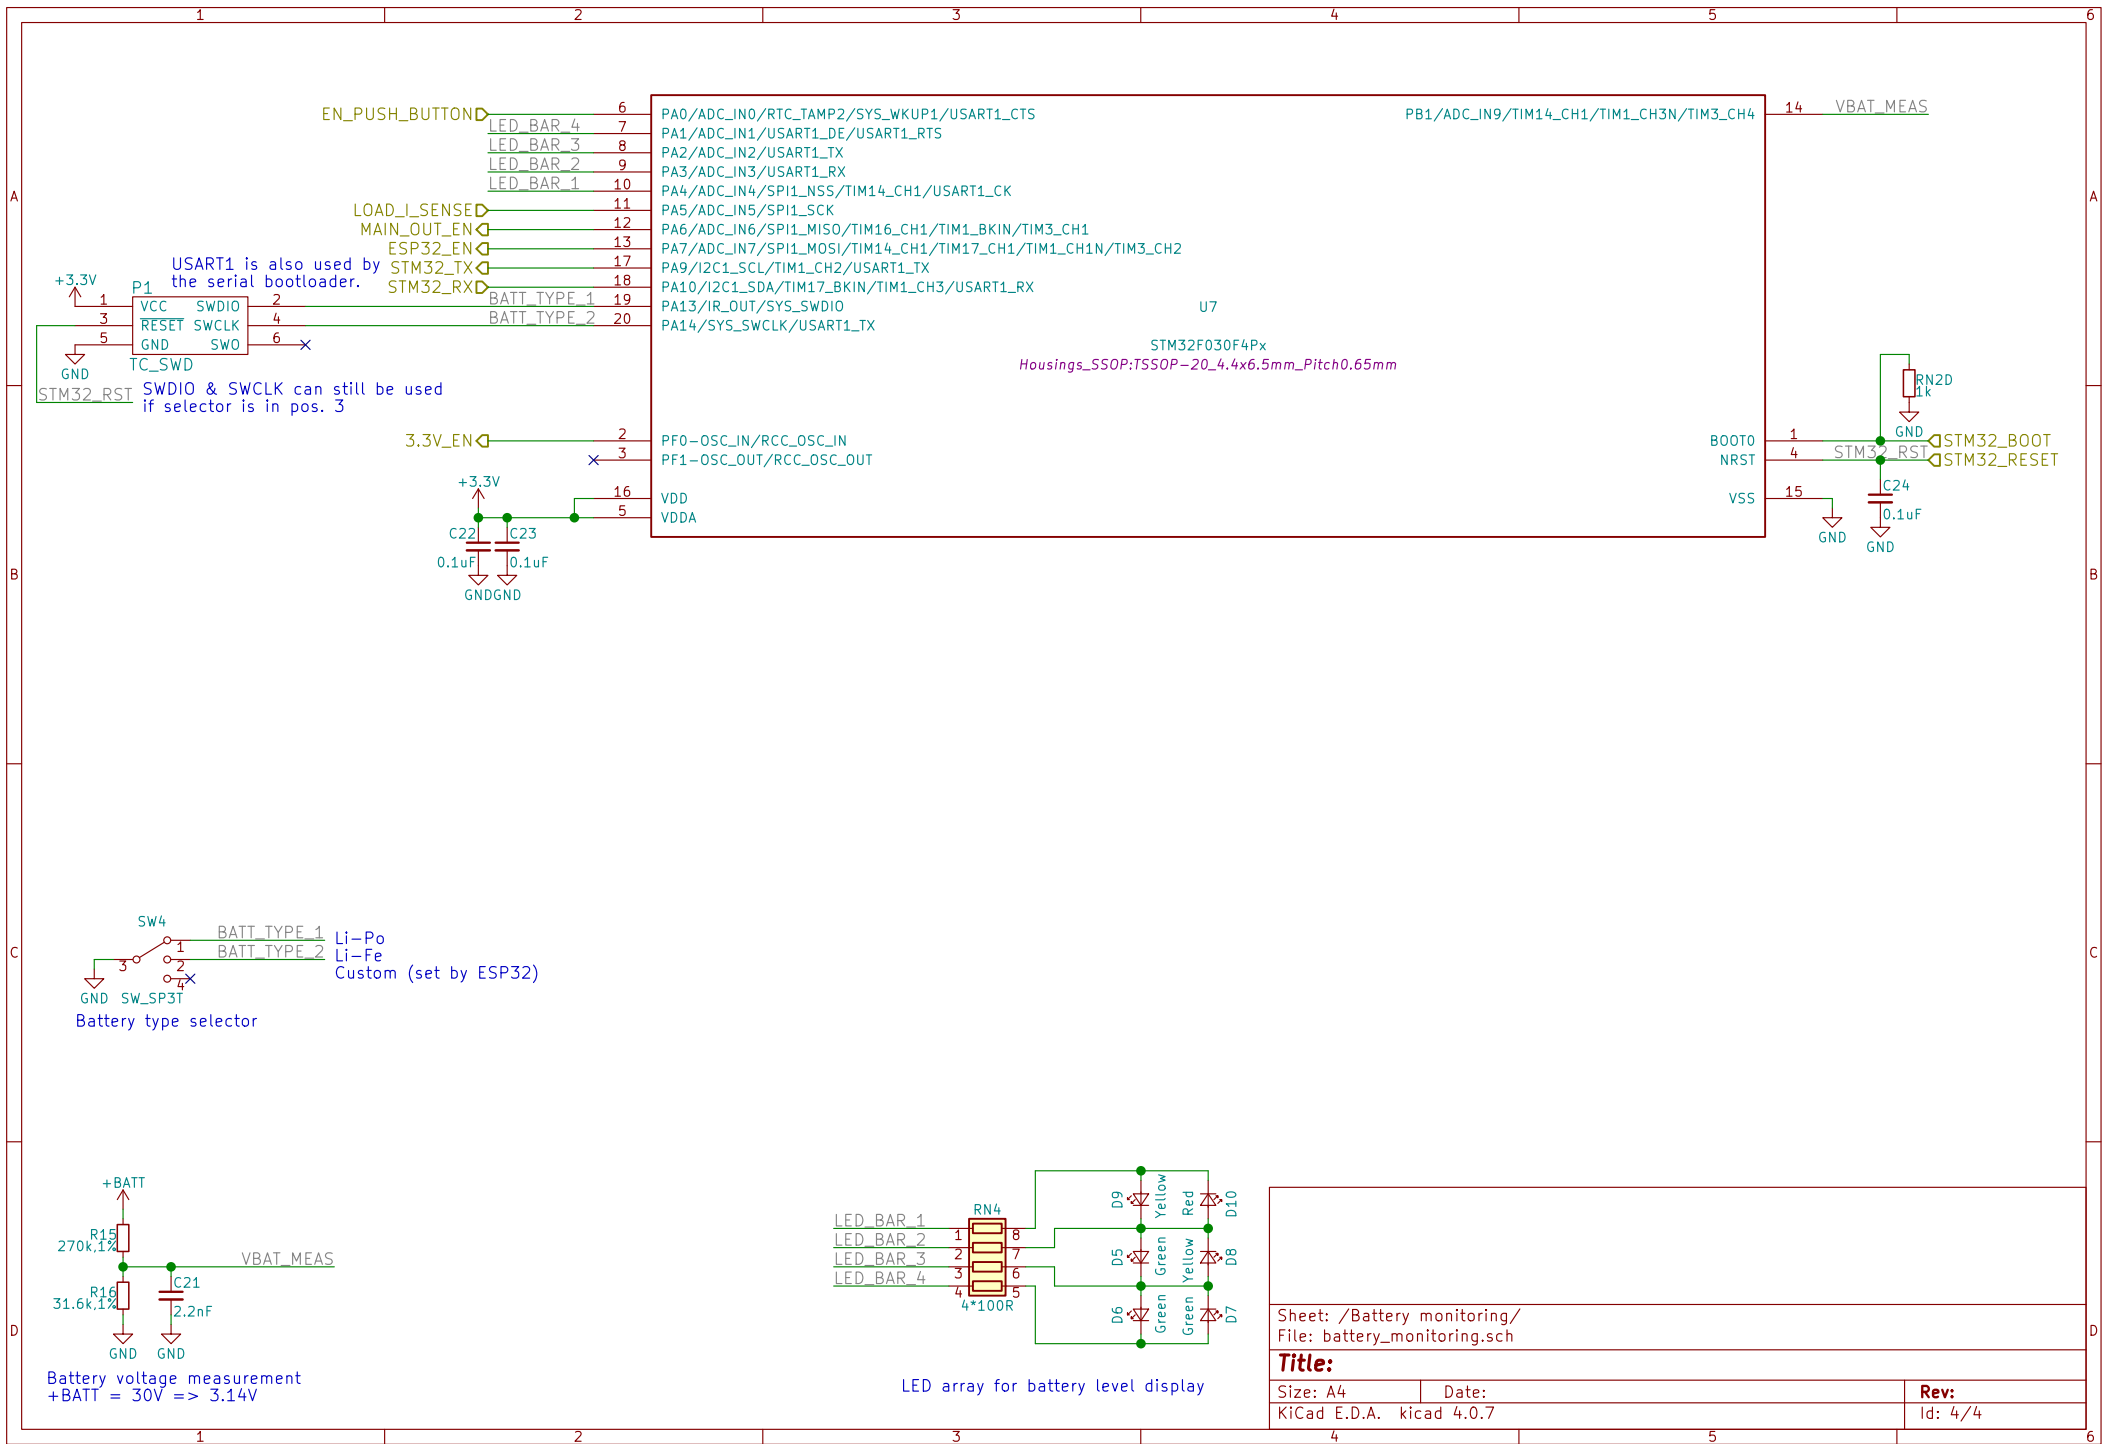 1 2 3 4 5 6
EN_PUSH_BUTTON 6 PA0/ADC_IN0/RTC_TAMP2/SYS_WKUP1/USART1_CTS
PB1/ADC_IN9/TIM14_CH1/TIM1_CH3N/TIM3_CH4 14 VBAT_MEAS
LED_BAR_4 7 PA1/ADC_IN1/USART1_DE/USART1_RTS
LED_BAR_3 8 PA2/ADC_IN2/USART1_TX
LED_BAR_2 9 PA3/ADC_IN3/USART1_RX
LED_BAR_1 10 PA4/ADC_IN4/SPI1_NSS/TIM14_CH1/USART1_CK
A A
LOAD_I_SENSE 11 PA5/ADC_IN5/SPI1_SCK
MAIN_OUT_EN 12 PA6/ADC_IN6/SPI1_MISO/TIM16_CH1/TIM1_BKIN/TIM3_CH1
ESP32_EN 13 PA7/ADC_IN7/SPI1_MOSI/TIM14_CH1/TIM17_CH1/TIM1_CH1N/TIM3_CH2
STM32_TX 17 PA9/I2C1_SCL/TIM1_CH2/USART1_TX
STM32_RX 18 PA10/I2C1_SDA/TIM17_BKIN/TIM1_CH3/USART1_RX
BATT_TYPE_1 19 PA13/IR_OUT/SYS_SWDIO
BATT_TYPE_2 20 PA14/SYS_SWCLK/USART1_TX
USART1 is also used by
the serial bootloader.
+3.3V
P1
1 VCC SWDIO 2
3 RESET SWCLK 4
5 GND SWO 6
GND
TC_SWD
STM32_RST
SWDIO & SWCLK can still be used
if selector is in pos. 3
U7
STM32F030F4Px
Housings_SSOP:TSSOP-20_4.4x6.5mm_Pitch0.65mm
RN2D
1k
GND
3.3V_EN 2 PF0-OSC_IN/RCC_OSC_IN
3 PF1-OSC_OUT/RCC_OSC_OUT
BOOT0 1 STM32_BOOT
NRST 4 STM32_RST STM32_RESET
+3.3V
16 VDD
5 VDDA
VSS 15
GND
C24
0.1uF
GND
C22
0.1uF
C23
0.1uF
GND
GND
B B
SW4
BATT_TYPE_1
BATT_TYPE_2
1
2
3
4
Li-Po
Li-Fe
Custom (set by ESP32)
C C
GND
SW_SP3T
Battery type selector
+BATT
R15
270k,1%
VBAT_MEAS
R16
31.6k,1%
C21
2.2nF
GND
GND
Battery voltage measurement
+BATT = 30V => 3.14V
RN4
LED_BAR_1 1 8
LED_BAR_2 2 7
LED_BAR_3 3 6
LED_BAR_4 4 5
4*100R
D9 Yellow Red D10
D5 Green Yellow D8
D6 Green Green D7
LED array for battery level display
D D
Sheet: /Battery monitoring/
File: battery_monitoring.sch
Title:
Size: A4 Date: Rev:
KiCad E.D.A. kicad 4.0.7 Id: 4/4
1 2 3 4 5 6